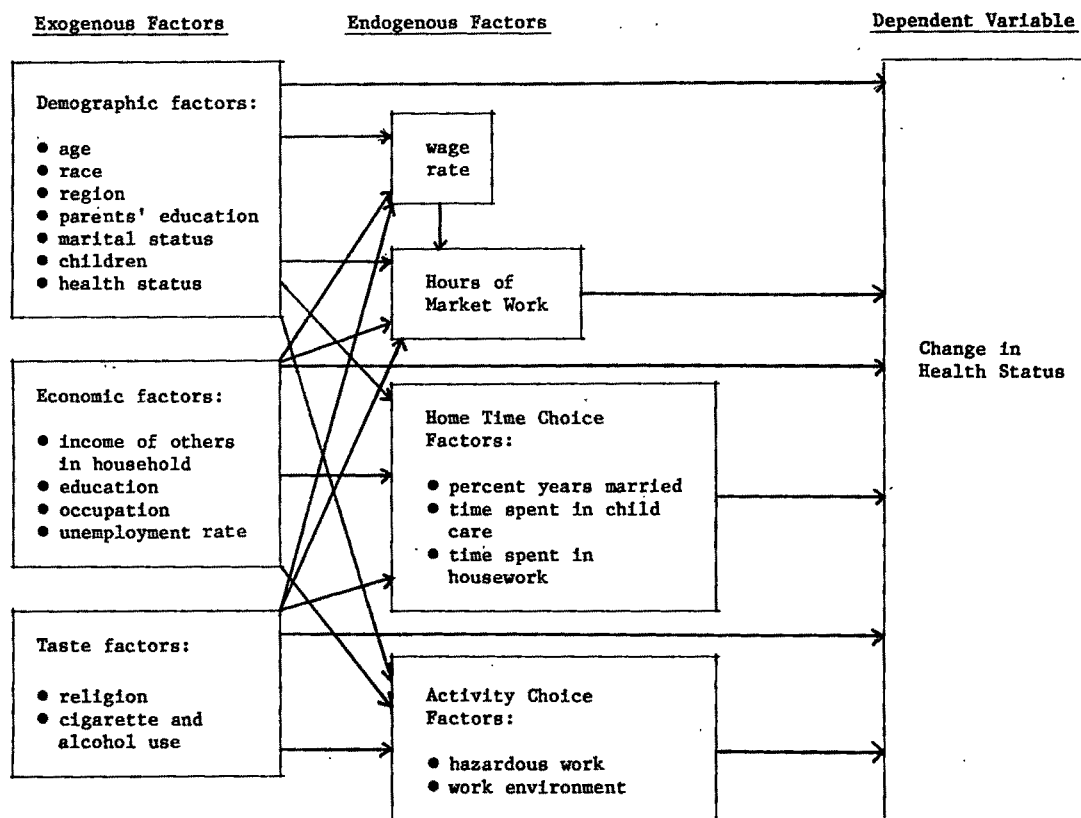 Exogenous Factors
Endogenous Factors
Dependent Variable
Demographic factors:
● age
● race
● region
● parents' education
● marital status
● children
● health status
Economic factors:
● income of others
in household
● education
● occupation
● unemployment rate
Taste factors:
● religion
● cigarette and
alcohol use
wage
rate
Hours of
Market Work
Home Time Choice
Factors:
● percent years married
● time spent in child
care
● time spent in
housework
Activity Choice
Factors:
● hazardous work
● work environment
Change in
Health Status